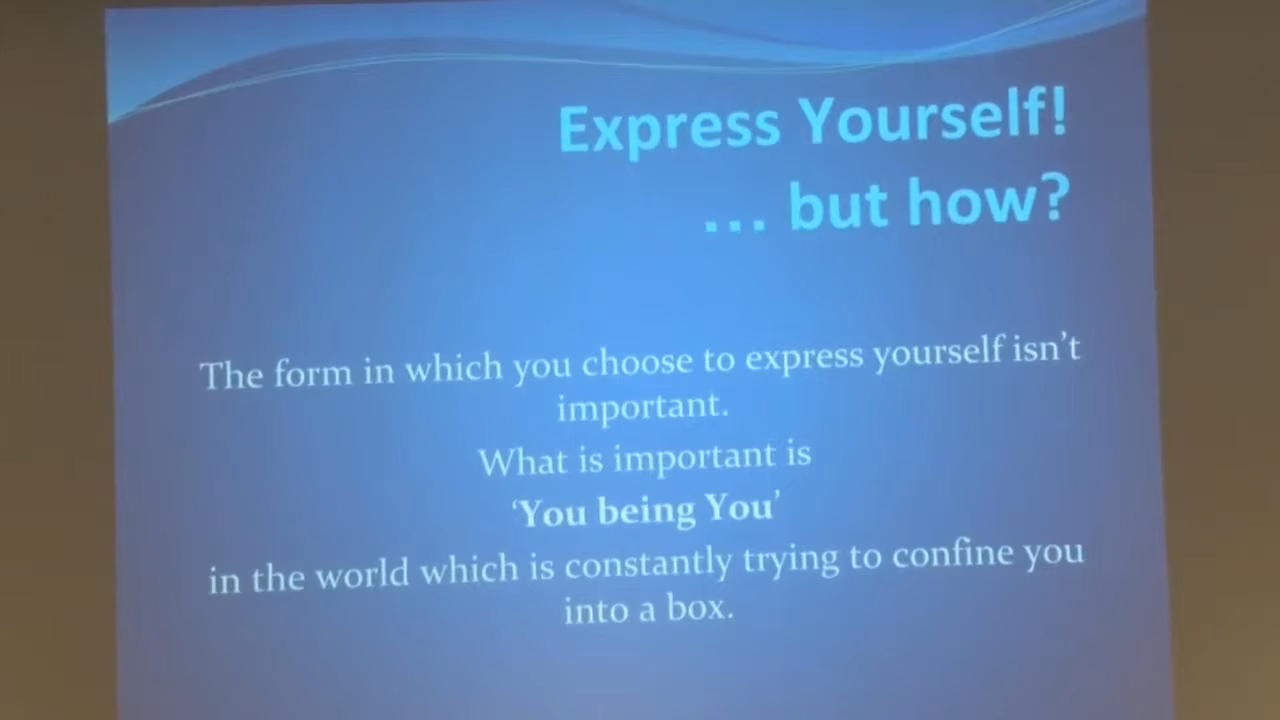 Express Yourself!
... but how?
The form in which you choose to express yourself isn't
important.
What is important is
‘You being You’
in the world which is constantly trying to confine you
into a box.